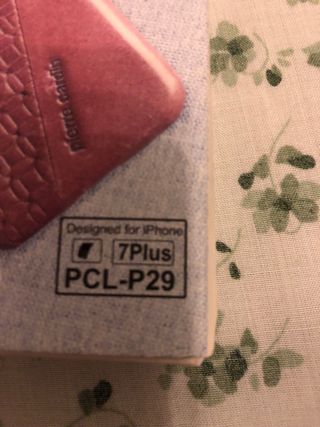 pierre cardin
Designed for iPhone
7Plus
PCL-P29